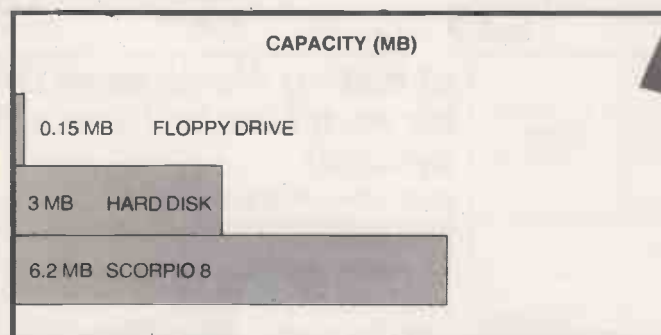 CAPACITY (MB)
0.15 MB FLOPPY DRIVE
3 MB HARD DISK
6.2 MB SCORPIO 8